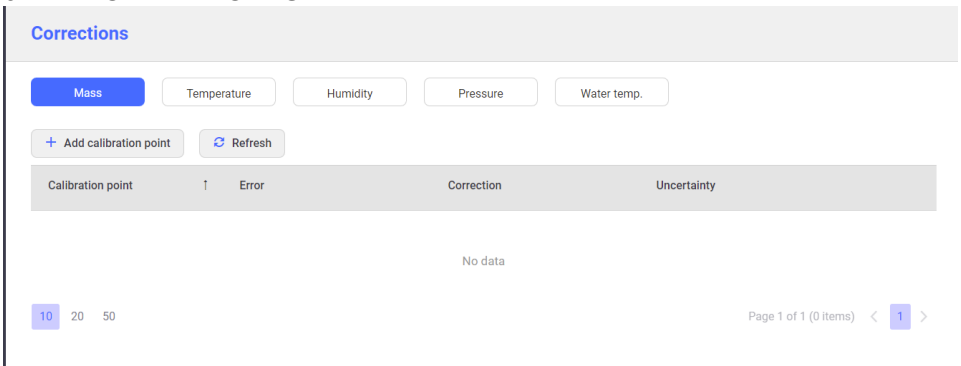 Corrections
Mass Temperature Humidity Pressure Water temp.
+ Add calibration point Refresh
Calibration point ↑ Error Correction Uncertainty
No data
10 20 50 Page 1 of 1 (0 items) < 1 >